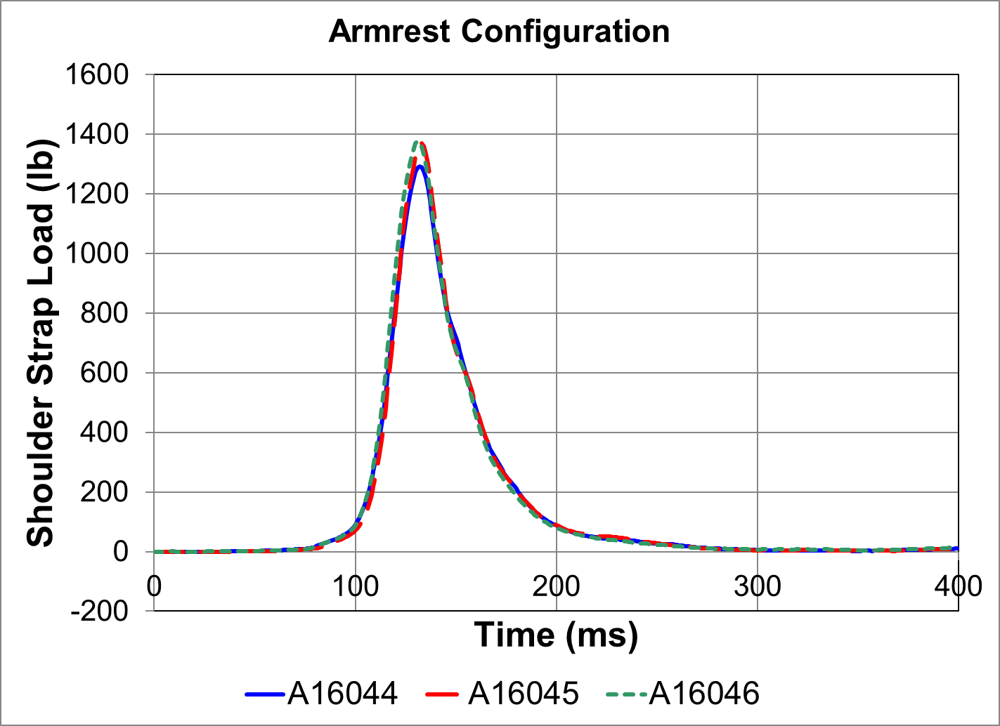 Armrest Configuration
1600
1400
1200
1000
800
600
400
200
0
-200
Shoulder Strap Load (lb)
0 100 200 300 400
Time (ms)
A16044 A16045 A16046